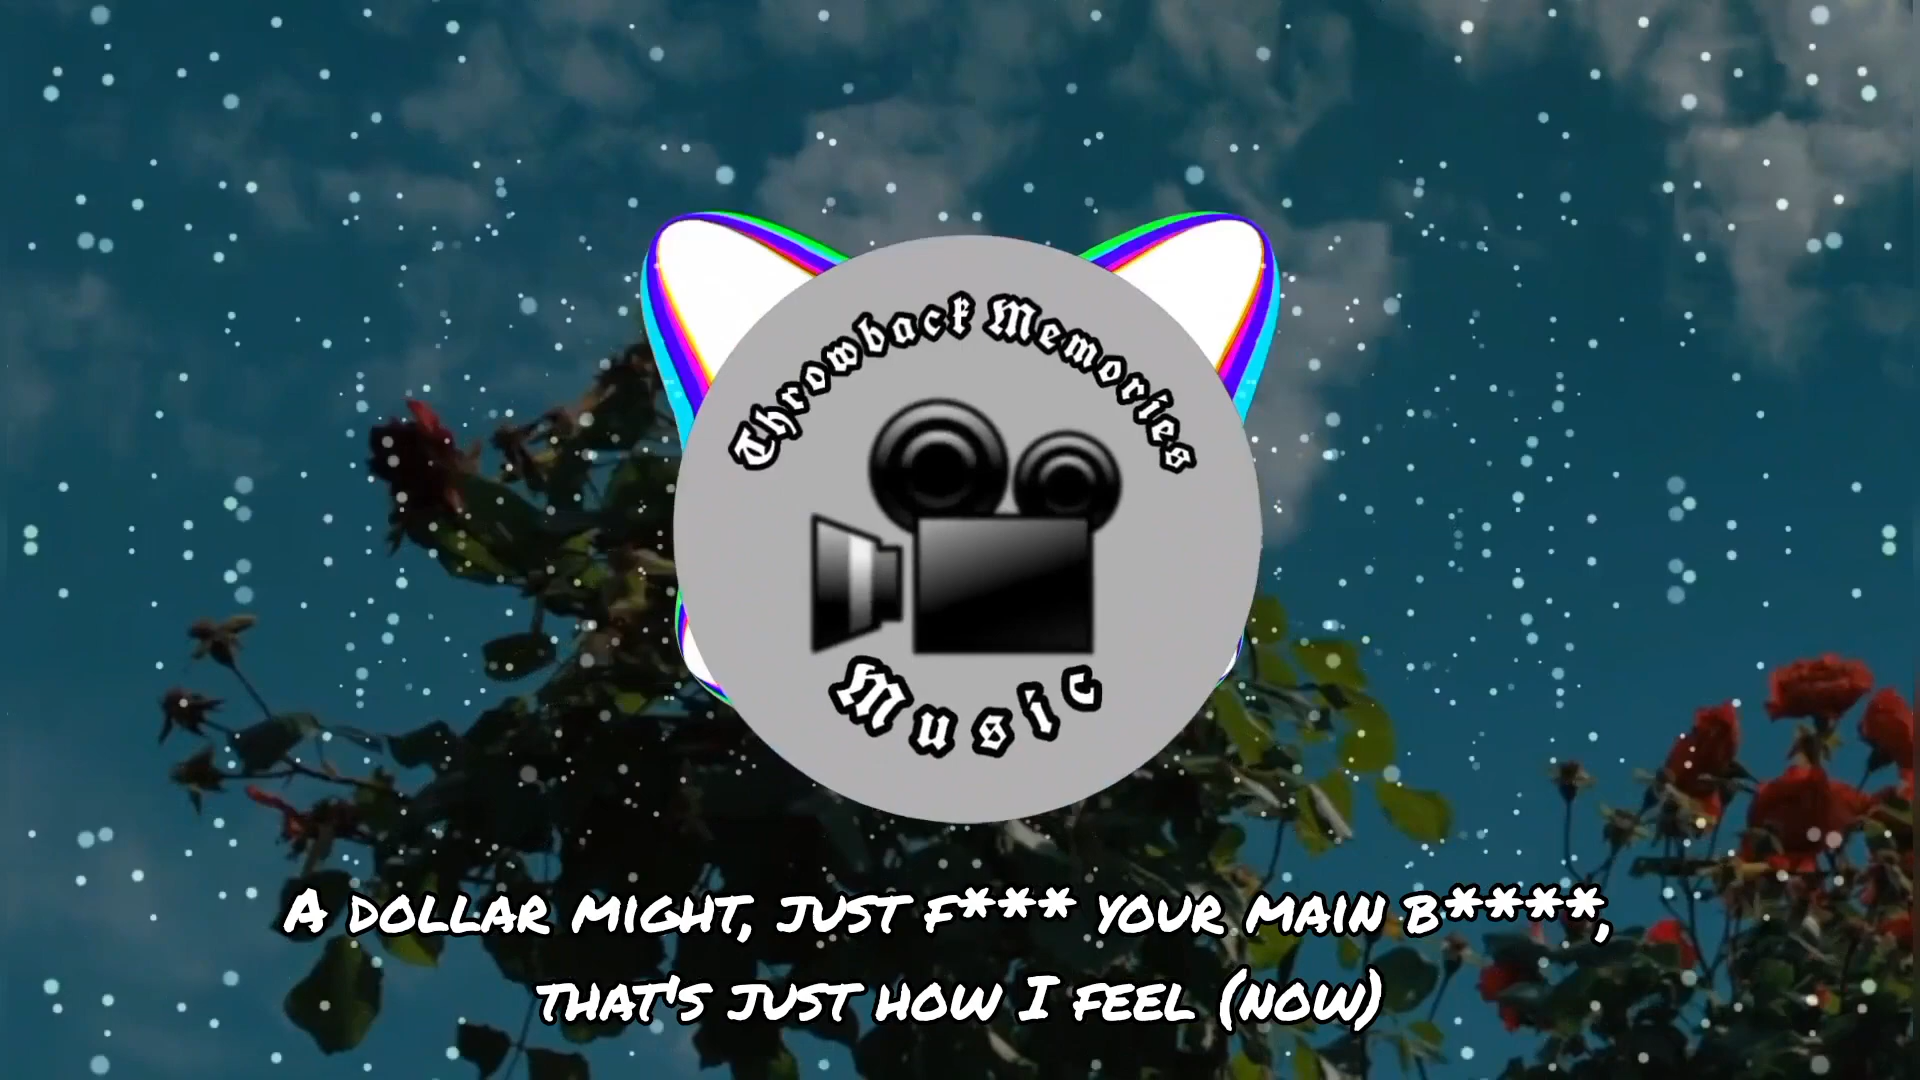 Throwback Memories
Music
A dollar might, just f*** your main b****,
that's just how I feel (now)